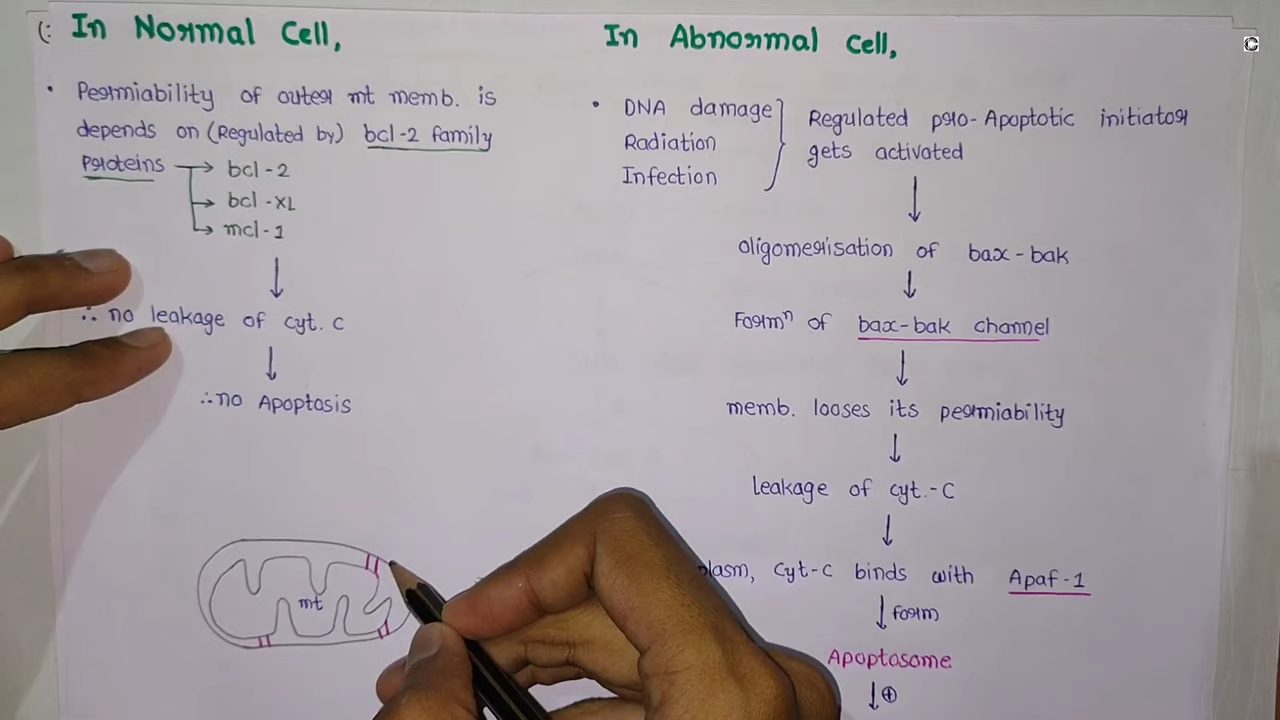 (: In Normal Cell,
• Permiability of outer mt memb. is
depends on (Regulated by) bcl-2 family
proteins → bcl-2
→ bcl-XL
→ mcl-1
↓
∴ no leakage of cyt. c
↓
∴ no Apoptosis
mt
In Abnormal Cell,
• DNA damage
Radiation
Infection
} Regulated pro-Apoptotic initiator
gets activated
↓
oligomerisation of bax-bak
↓
Formⁿ of bax-bak channel
↓
memb. looses its permiability
↓
Leakage of cyt.-C
↓
plasm, Cyt-c binds with Apaf-1
↓ form
Apoptosome
↓⊕
C